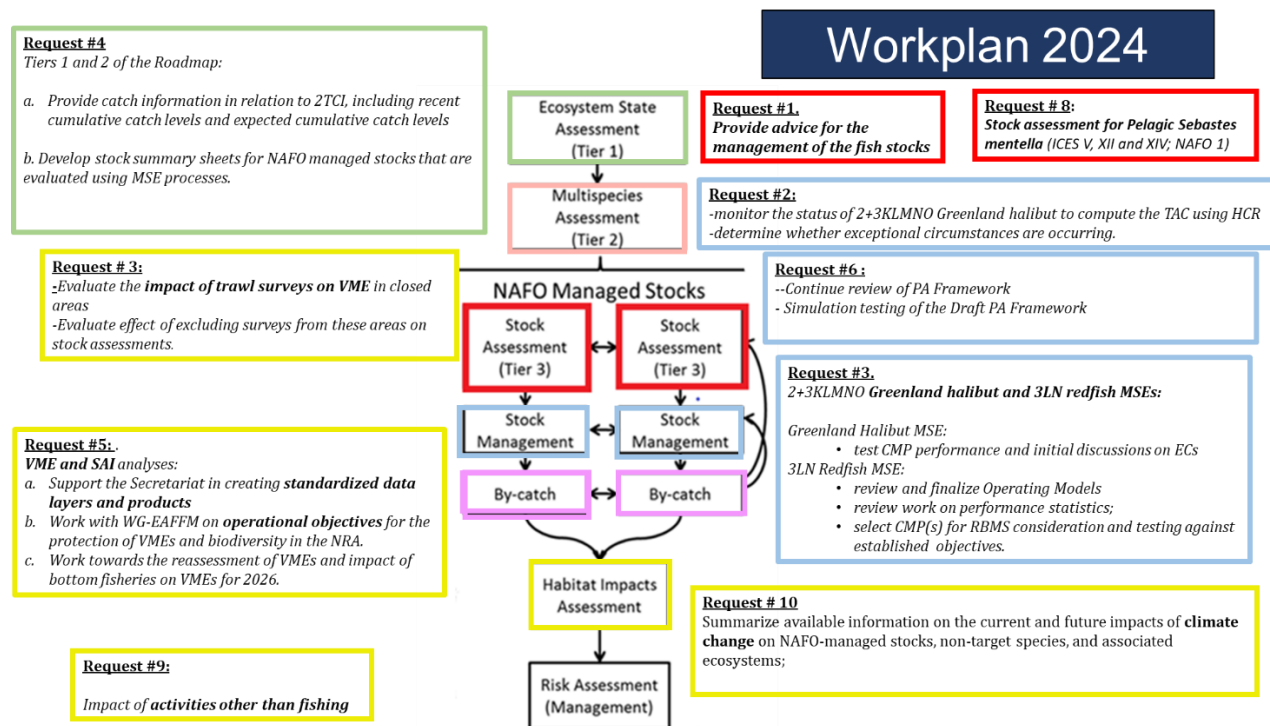 Workplan 2024
Request #4
Tiers 1 and 2 of the Roadmap:
a. Provide catch information in relation to 2TCI, including recent
cumulative catch levels and expected cumulative catch levels
b. Develop stock summary sheets for NAFO managed stocks that are
evaluated using MSE processes.
Ecosystem State
Assessment
(Tier 1)
Request #1.
Provide advice for the
management of the fish stocks
Request # 8:
Stock assessment for Pelagic Sebastes
mentella (ICES V, XII and XIV; NAFO 1)
Multispecies
Assessment
(Tier 2)
Request #2:
-monitor the status of 2+3KLMNO Greenland halibut to compute the TAC using HCR
-determine whether exceptional circumstances are occurring.
Request # 3:
-Evaluate the impact of trawl surveys on VME in closed
areas
-Evaluate effect of excluding surveys from these areas on
stock assessments.
NAFO Managed Stocks
Stock
Assessment
(Tier 3)
Stock
Assessment
(Tier 3)
Request #6 :
--Continue review of PA Framework
- Simulation testing of the Draft PA Framework
Request #3.
2+3KLMNO Greenland halibut and 3LN redfish MSEs:
Greenland Halibut MSE:
• test CMP performance and initial discussions on ECs
3LN Redfish MSE:
• review and finalize Operating Models
• review work on performance statistics;
• select CMP(s) for RBMS consideration and testing against
established objectives.
Stock
Management
Stock
Management
By-catch
By-catch
Request #5: .
VME and SAI analyses:
a. Support the Secretariat in creating standardized data
layers and products
b. Work with WG-EAFFM on operational objectives for the
protection of VMEs and biodiversity in the NRA.
c. Work towards the reassessment of VMEs and impact of
bottom fisheries on VMEs for 2026.
Habitat Impacts
Assessment
Request # 10
Summarize available information on the current and future impacts of climate
change on NAFO-managed stocks, non-target species, and associated
ecosystems;
Request #9:
Impact of activities other than fishing
Risk Assessment
(Management)